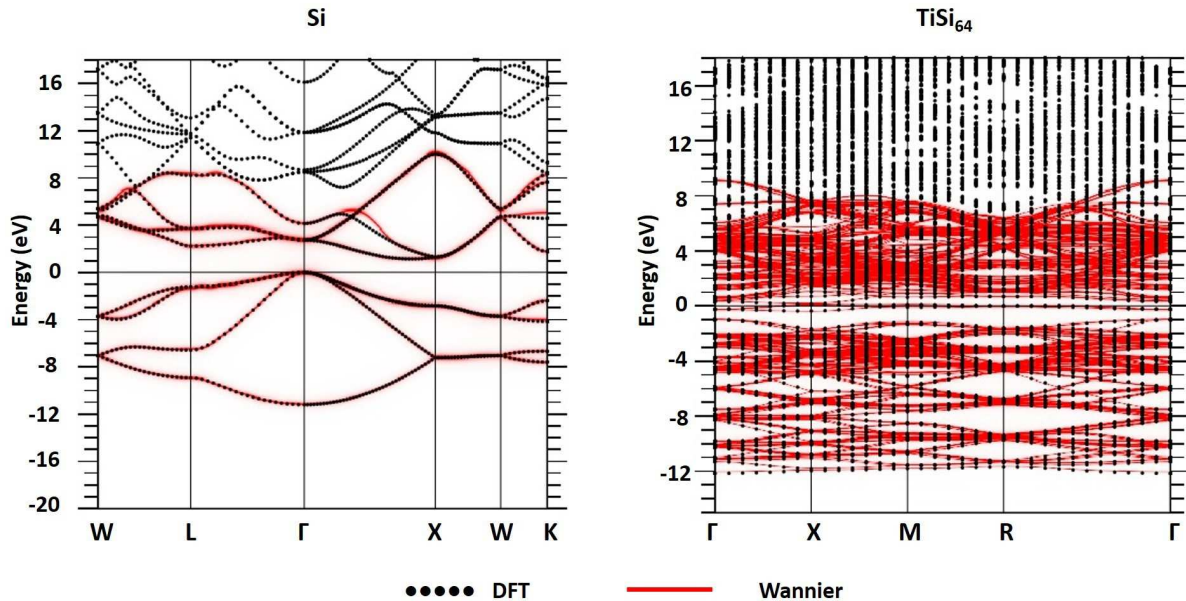 Si
TiSi64
Energy (eV)
16
12
8
4
0
-4
-8
-12
-16
-20
W L Γ X W K
Energy (eV)
16
12
8
4
0
-4
-8
-12
Γ X M R Γ
DFT Wannier